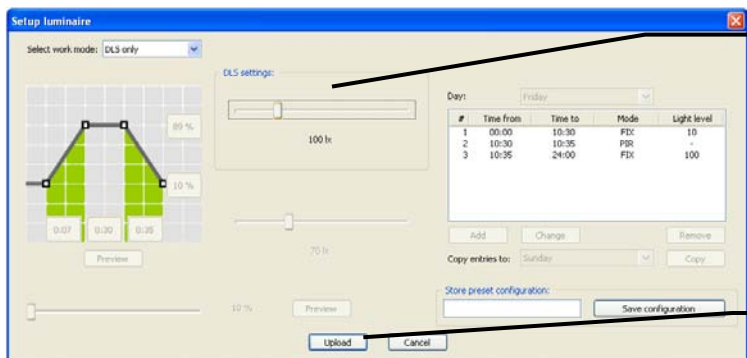 Setup luminaire
Select work mode: DLS only
DLS settings:
100 lx
89 %
10 %
0:07 0:30 0:35
Preview
70 lx
10 %
Preview
Day: Friday
# Time from Time to Mode Light level
1 00:00 10:30 FIX 10
2 10:30 10:35 PIR -
3 10:35 24:00 FIX 100
Add Change Remove
Copy entries to: Sunday Copy
Store preset configuration:
Save configuration
Upload Cancel